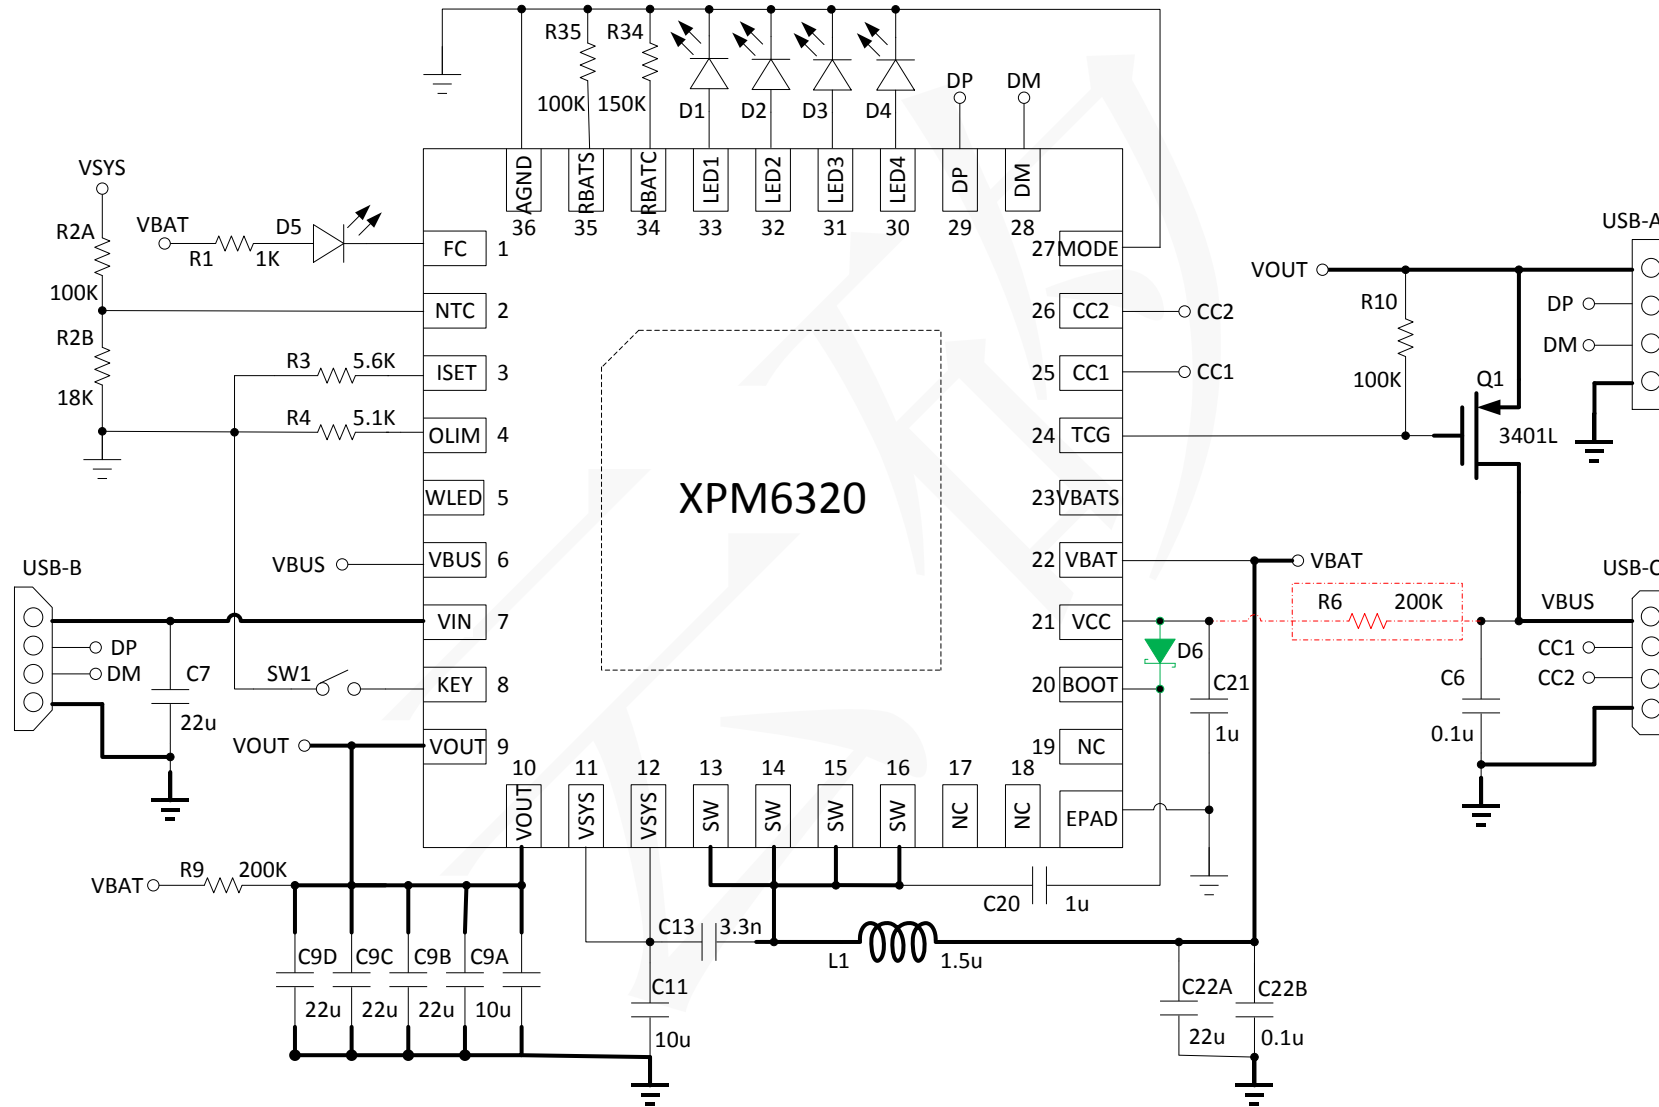 R35 R34
100K 150K D1 D2 D3 D4 DP DM
AGND RBATS RBATC LED1 LED2 LED3 LED4 DP DM
36 35 34 33 32 31 30 29 28
VSYS
R2A
100K
R2B
18K
VBAT
R1 1K D5
FC 1
NTC 2
R3 5.6K ISET 3
R4 5.1K OLIM 4
WLED 5
VBUS VBUS 6
VIN 7
SW1 KEY 8
VOUT VOUT 9
USB-B
DP
DM
C7
22u
XPM6320
27 MODE
26 CC2 CC2
25 CC1 CC1
24 TCG
23 VBATS
22 VBAT VBAT
21 VCC
20 BOOT
19 NC
EPAD
D6
C21
1u
R6 200K
VOUT
R10
100K
Q1
3401L
USB-A
DP
DM
USB-C
VBUS
CC1
CC2
C6
0.1u
10 11 12 13 14 15 16 17 18
VOUT VSYS VSYS SW SW SW SW NC NC
VBAT R9 200K
C20 1u
C13 3.3n
L1 1.5u
C9D C9C C9B C9A
22u 22u 22u 10u
C11
10u
C22A C22B
22u 0.1u